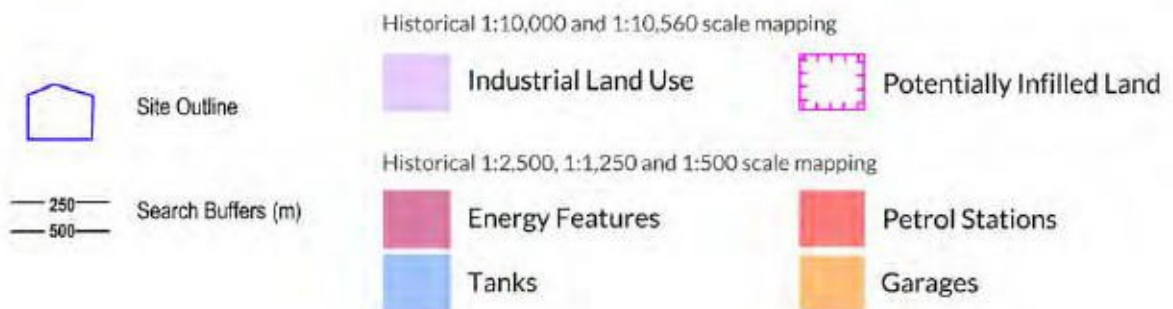 Historical 1:10,000 and 1:10,560 scale mapping
Industrial Land Use
Potentially Infilled Land
Site Outline
Historical 1:2,500, 1:1,250 and 1:500 scale mapping
250
500
Search Buffers (m)
Energy Features
Petrol Stations
Tanks
Garages